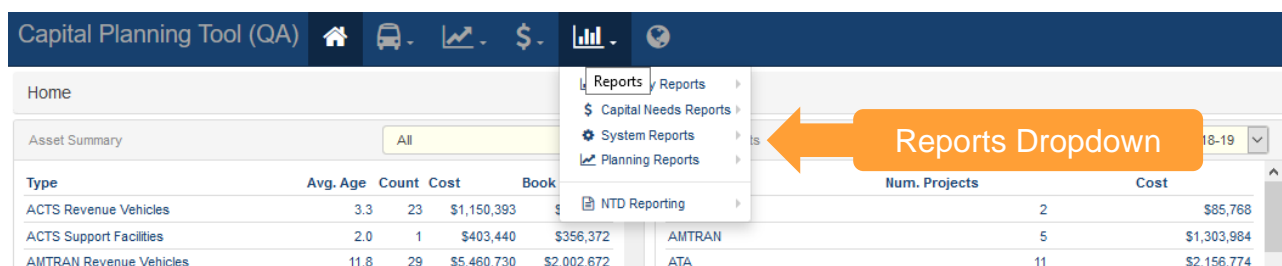 Capital Planning Tool (QA) $
Home
Reports y Reports
$ Capital Needs Reports
System Reports
Planning Reports
NTD Reporting
Reports Dropdown
Asset Summary All ts 18-19
Type Avg. Age Count Cost Book Num. Projects Cost
ACTS Revenue Vehicles 3.3 23 $1,150,393 $ 2 $85,768
ACTS Support Facilities 2.0 1 $403,440 $356,372 AMTRAN 5 $1,303,984
AMTRAN Revenue Vehicles 11.8 29 $5,460,730 $2,002,672 ATA 11 $2,156,774